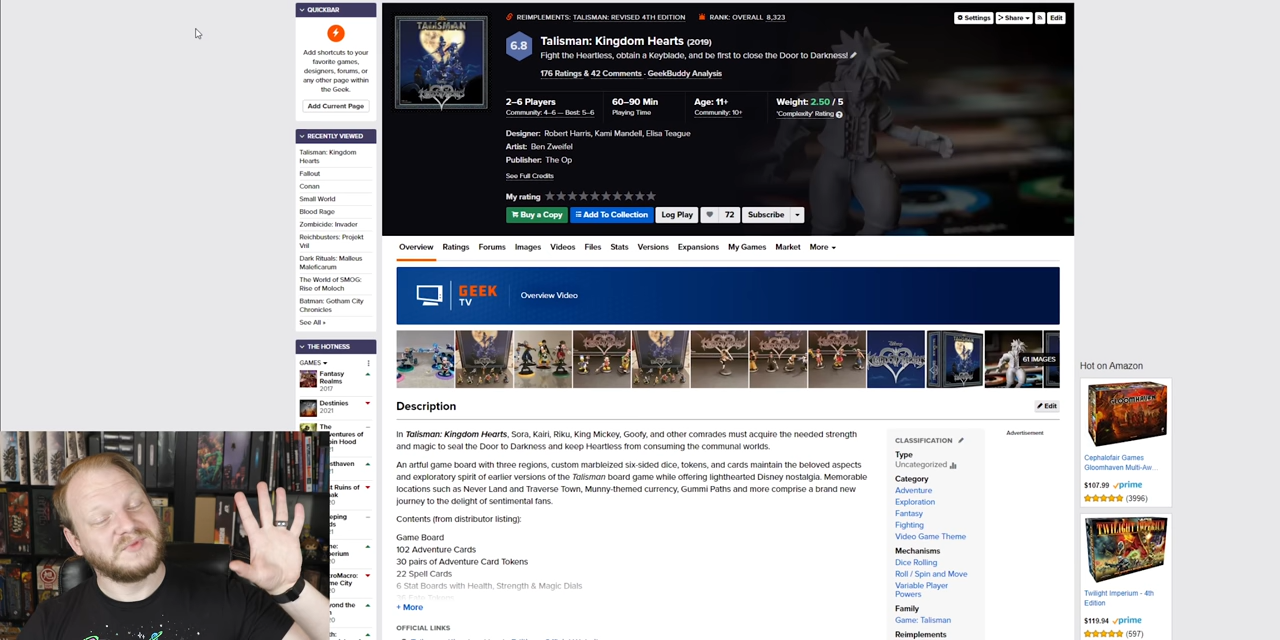 QUICKBAR
Add shortcuts to your
favorite games,
designers, forums, or
any other page within
the Geek.
Add Current Page
RECENTLY VIEWED
Talisman: Kingdom
Hearts
Fallout
Conan
Small World
Blood Rage
Zombicide: Invader
Reichbusters: Projekt
Vril
Dark Rituals: Malleus
Maleficarum
The World of SMOG:
Rise of Moloch
Batman: Gotham City
Chronicles
See All »
THE HOTNESS
GAMES
Fantasy
Realms
2017
Destinies
2021
The
TALISMAN
REIMPLEMENTS: TALISMAN: REVISED 4TH EDITION
RANK: OVERALL 8,323
Settings
Share
Edit
6.8
Talisman: Kingdom Hearts (2019)
Fight the Heartless, obtain a Keyblade, and be first to close the Door to Darkness!
176 Ratings & 42 Comments · GeekBuddy Analysis
2–6 Players
Community: 4–6 — Best: 5–6
60–90 Min
Playing Time
Age: 11+
Community: 10+
Weight: 2.50 / 5
'Complexity' Rating
Designer: Robert Harris, Kami Mandell, Elisa Teague
Artist: Ben Zweifel
Publisher: The Op
See Full Credits
My rating
Buy a Copy
Add To Collection
Log Play
72
Subscribe
Overview Ratings Forums Images Videos Files Stats Versions Expansions My Games Market More
GEEK
TV
Overview Video
61 IMAGES
Description
Edit
In Talisman: Kingdom Hearts, Sora, Kairi, Riku, King Mickey, Goofy, and other comrades must acquire the needed strength
and magic to seal the Door to Darkness and keep Heartless from consuming the communal worlds.
An artful game board with three regions, custom marbleized six-sided dice, tokens, and cards maintain the beloved aspects
and exploratory spirit of earlier versions of the Talisman board game while offering lighthearted Disney nostalgia. Memorable
locations such as Never Land and Traverse Town, Munny-themed currency, Gummi Paths and more comprise a brand new
journey to the delight of sentimental fans.
Contents (from distributor listing):
Game Board
102 Adventure Cards
30 pairs of Adventure Card Tokens
22 Spell Cards
6 Stat Boards with Health, Strength & Magic Dials
+ More
OFFICIAL LINKS
CLASSIFICATION
Type
Uncategorized
Category
Adventure
Exploration
Fantasy
Fighting
Video Game Theme
Mechanisms
Dice Rolling
Roll / Spin and Move
Variable Player
Powers
Family
Game: Talisman
Reimplements
Advertisement
Hot on Amazon
GLOOMHAVEN
Cephalofair Games
Gloomhaven Multi-Aw...
$107.99 prime
(3996)
TWILIGHT IMPERIUM
Twilight Imperium - 4th
Edition
$119.94 prime
(597)